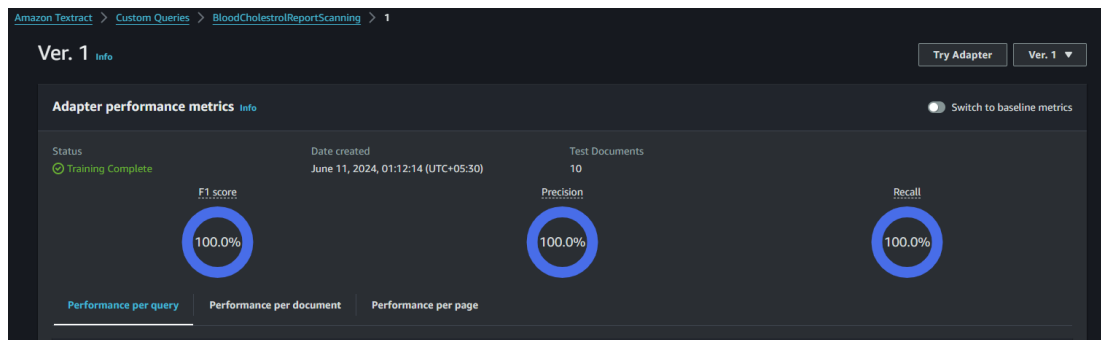 Amazon Textract > Custom Queries > BloodCholestrolReportScanning > 1
Ver. 1 Info
Try Adapter
Ver. 1 ▼
Adapter performance metrics Info
Switch to baseline metrics
Status Date created Test Documents
Training Complete June 11, 2024, 01:12:14 (UTC+05:30) 10
F1 score Precision Recall
100.0% 100.0% 100.0%
Performance per query Performance per document Performance per page